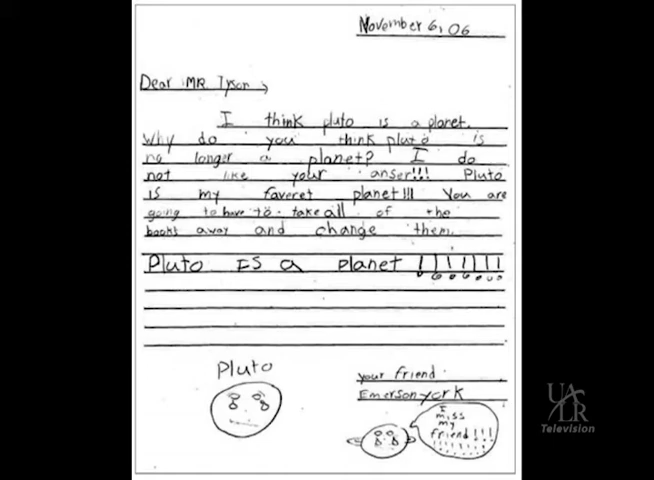 November 6, 06
Dear MR. Tyson,
I think pluto is a planet.
Why do you think pluto is
no longer a planet? I do
not like your anser!!! Pluto
is my faveret planet!!! You are
going to have to take all of the
books away and change them.
Pluto IS a planet !!!!!!!
Pluto
your friend
Emerson york
I
miss
my
friend!!!
!!!!!!!
UALR
Television